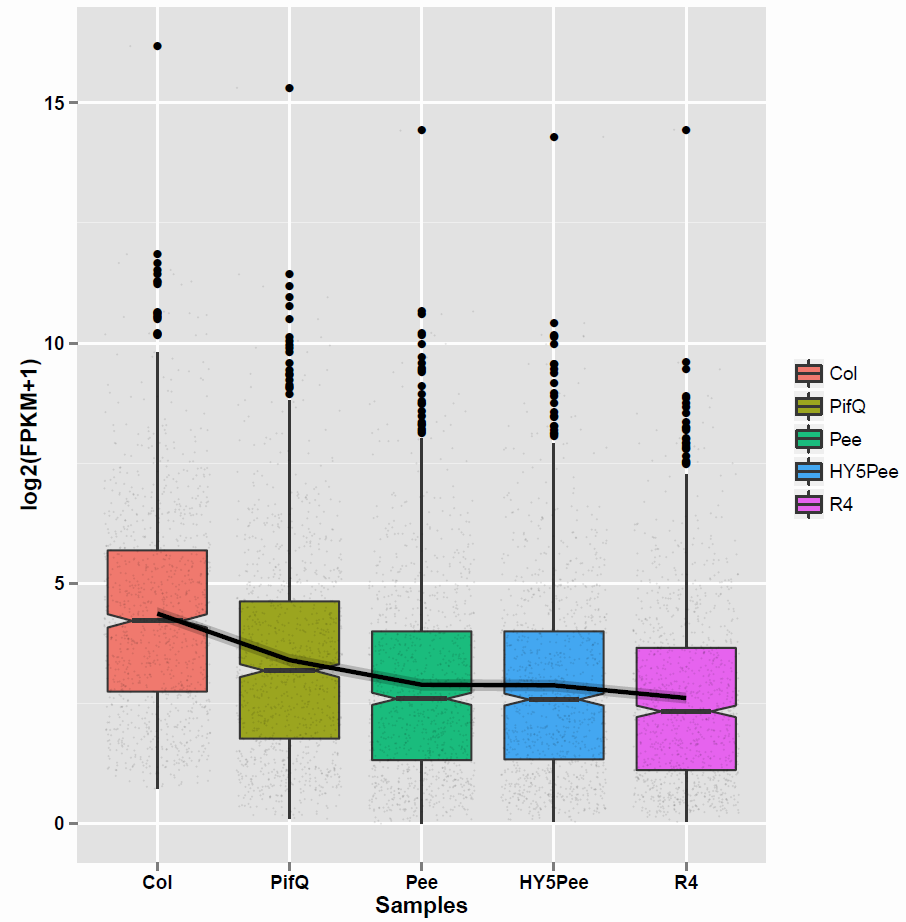 15
10
5
0
log2(FPKM+1)
Col
PifQ
Pee
HY5Pee
R4
Samples
Col
PifQ
Pee
HY5Pee
R4